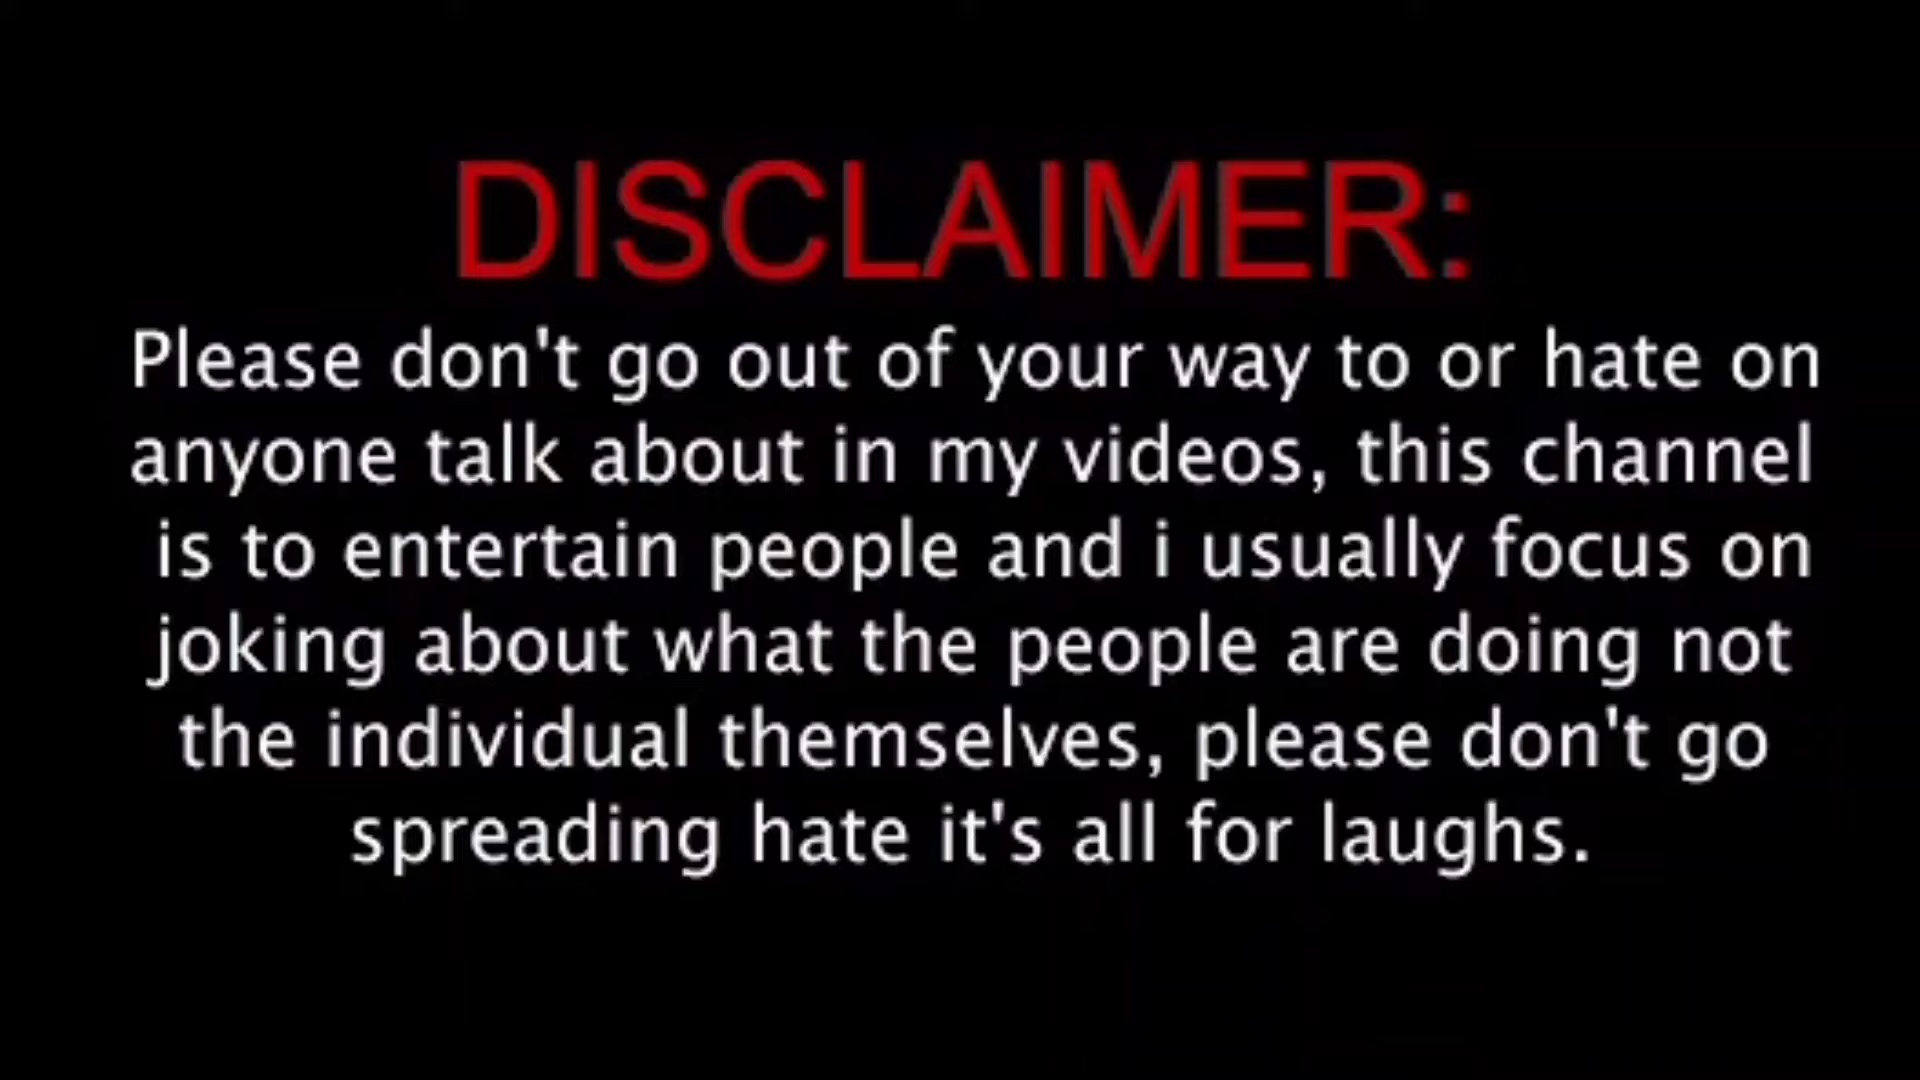 DISCLAIMER:
Please don't go out of your way to or hate on
anyone talk about in my videos, this channel
is to entertain people and i usually focus on
joking about what the people are doing not
the individual themselves, please don't go
spreading hate it's all for laughs.